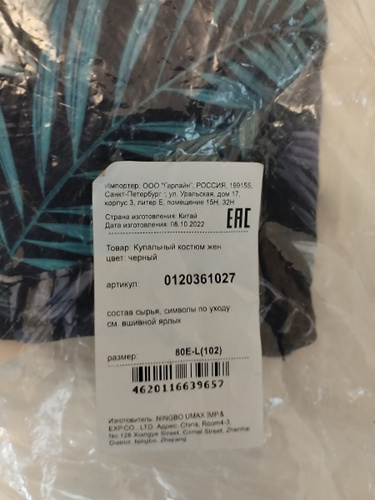 Импортер: ООО "Гарлайн", РОССИЯ, 199155,
Санкт-Петербург г, ул. Уральская, дом 17,
корпус 3, литер Е, помещение 15Н, 32Н
Страна изготовления: Китай
Дата изготовления: 08.10.2022
EAC
Товар: Купальный костюм жен
цвет: черный
артикул: 0120361027
состав сырья, символы по уходу
см. вшивной ярлык
размер: 80E-L(102)
4620116639657
Изготовитель: NINGBO UMAX IMP.&
EXP.CO., LTD. Адрес: China, Room4-3,
No.128 Xiangye Street, Street, Zhenhai
District, Ningbo, Zhejiang